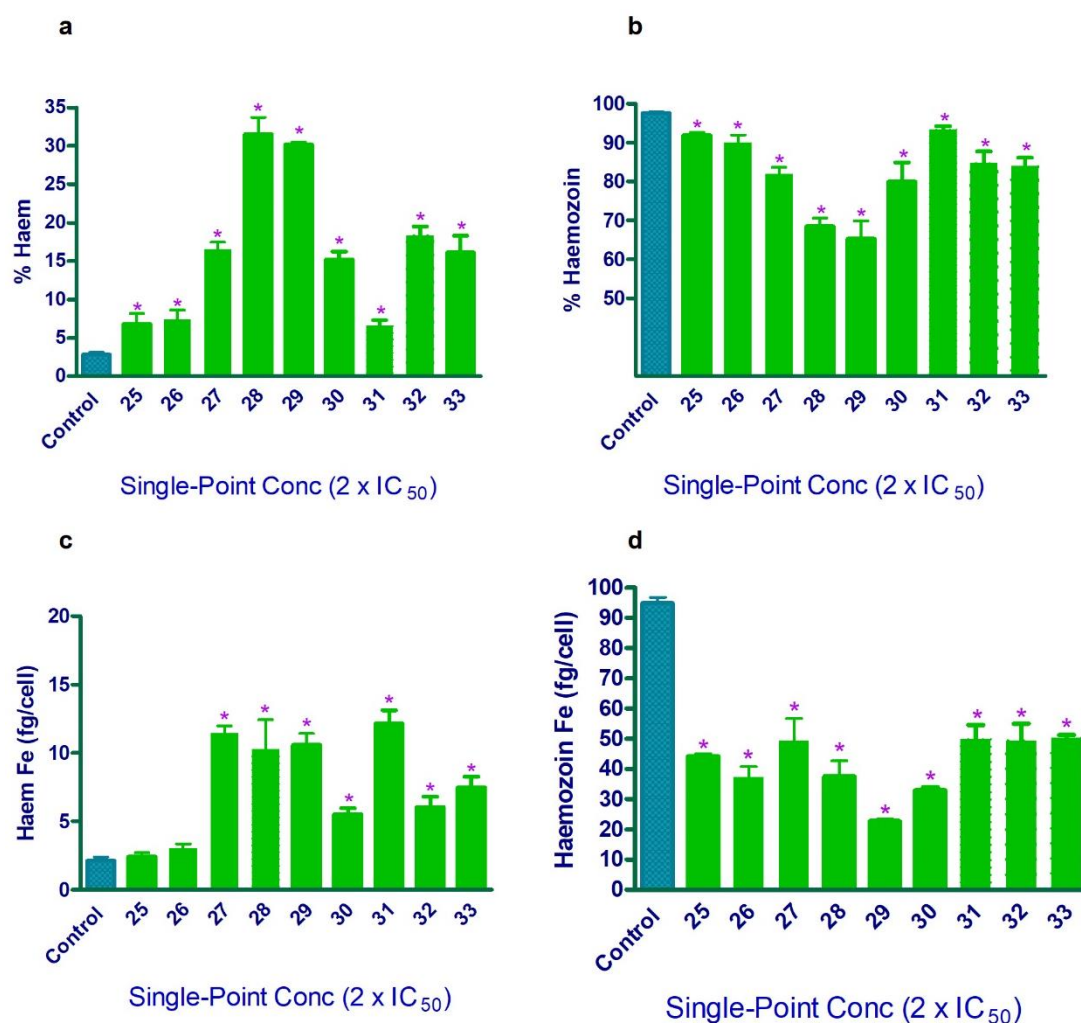 a
% Haem
35
30
25
20
15
10
5
0
* * * * * * * * *
Control 25 26 27 28 29 30 31 32 33
Single-Point Conc (2 x IC50)
b
% Haemozoin
100
90
80
70
60
50
* * * * * * * * *
Control 25 26 27 28 29 30 31 32 33
Single-Point Conc (2 x IC50)
c
Haem Fe (fg/cell)
20
15
10
5
0
* * * * * * *
Control 25 26 27 28 29 30 31 32 33
Single-Point Conc (2 x IC50)
d
Haemozoin Fe (fg/cell)
100
90
80
70
60
50
40
30
20
10
0
* * * * * * * * *
Control 25 26 27 28 29 30 31 32 33
Single-Point Conc (2 x IC50)